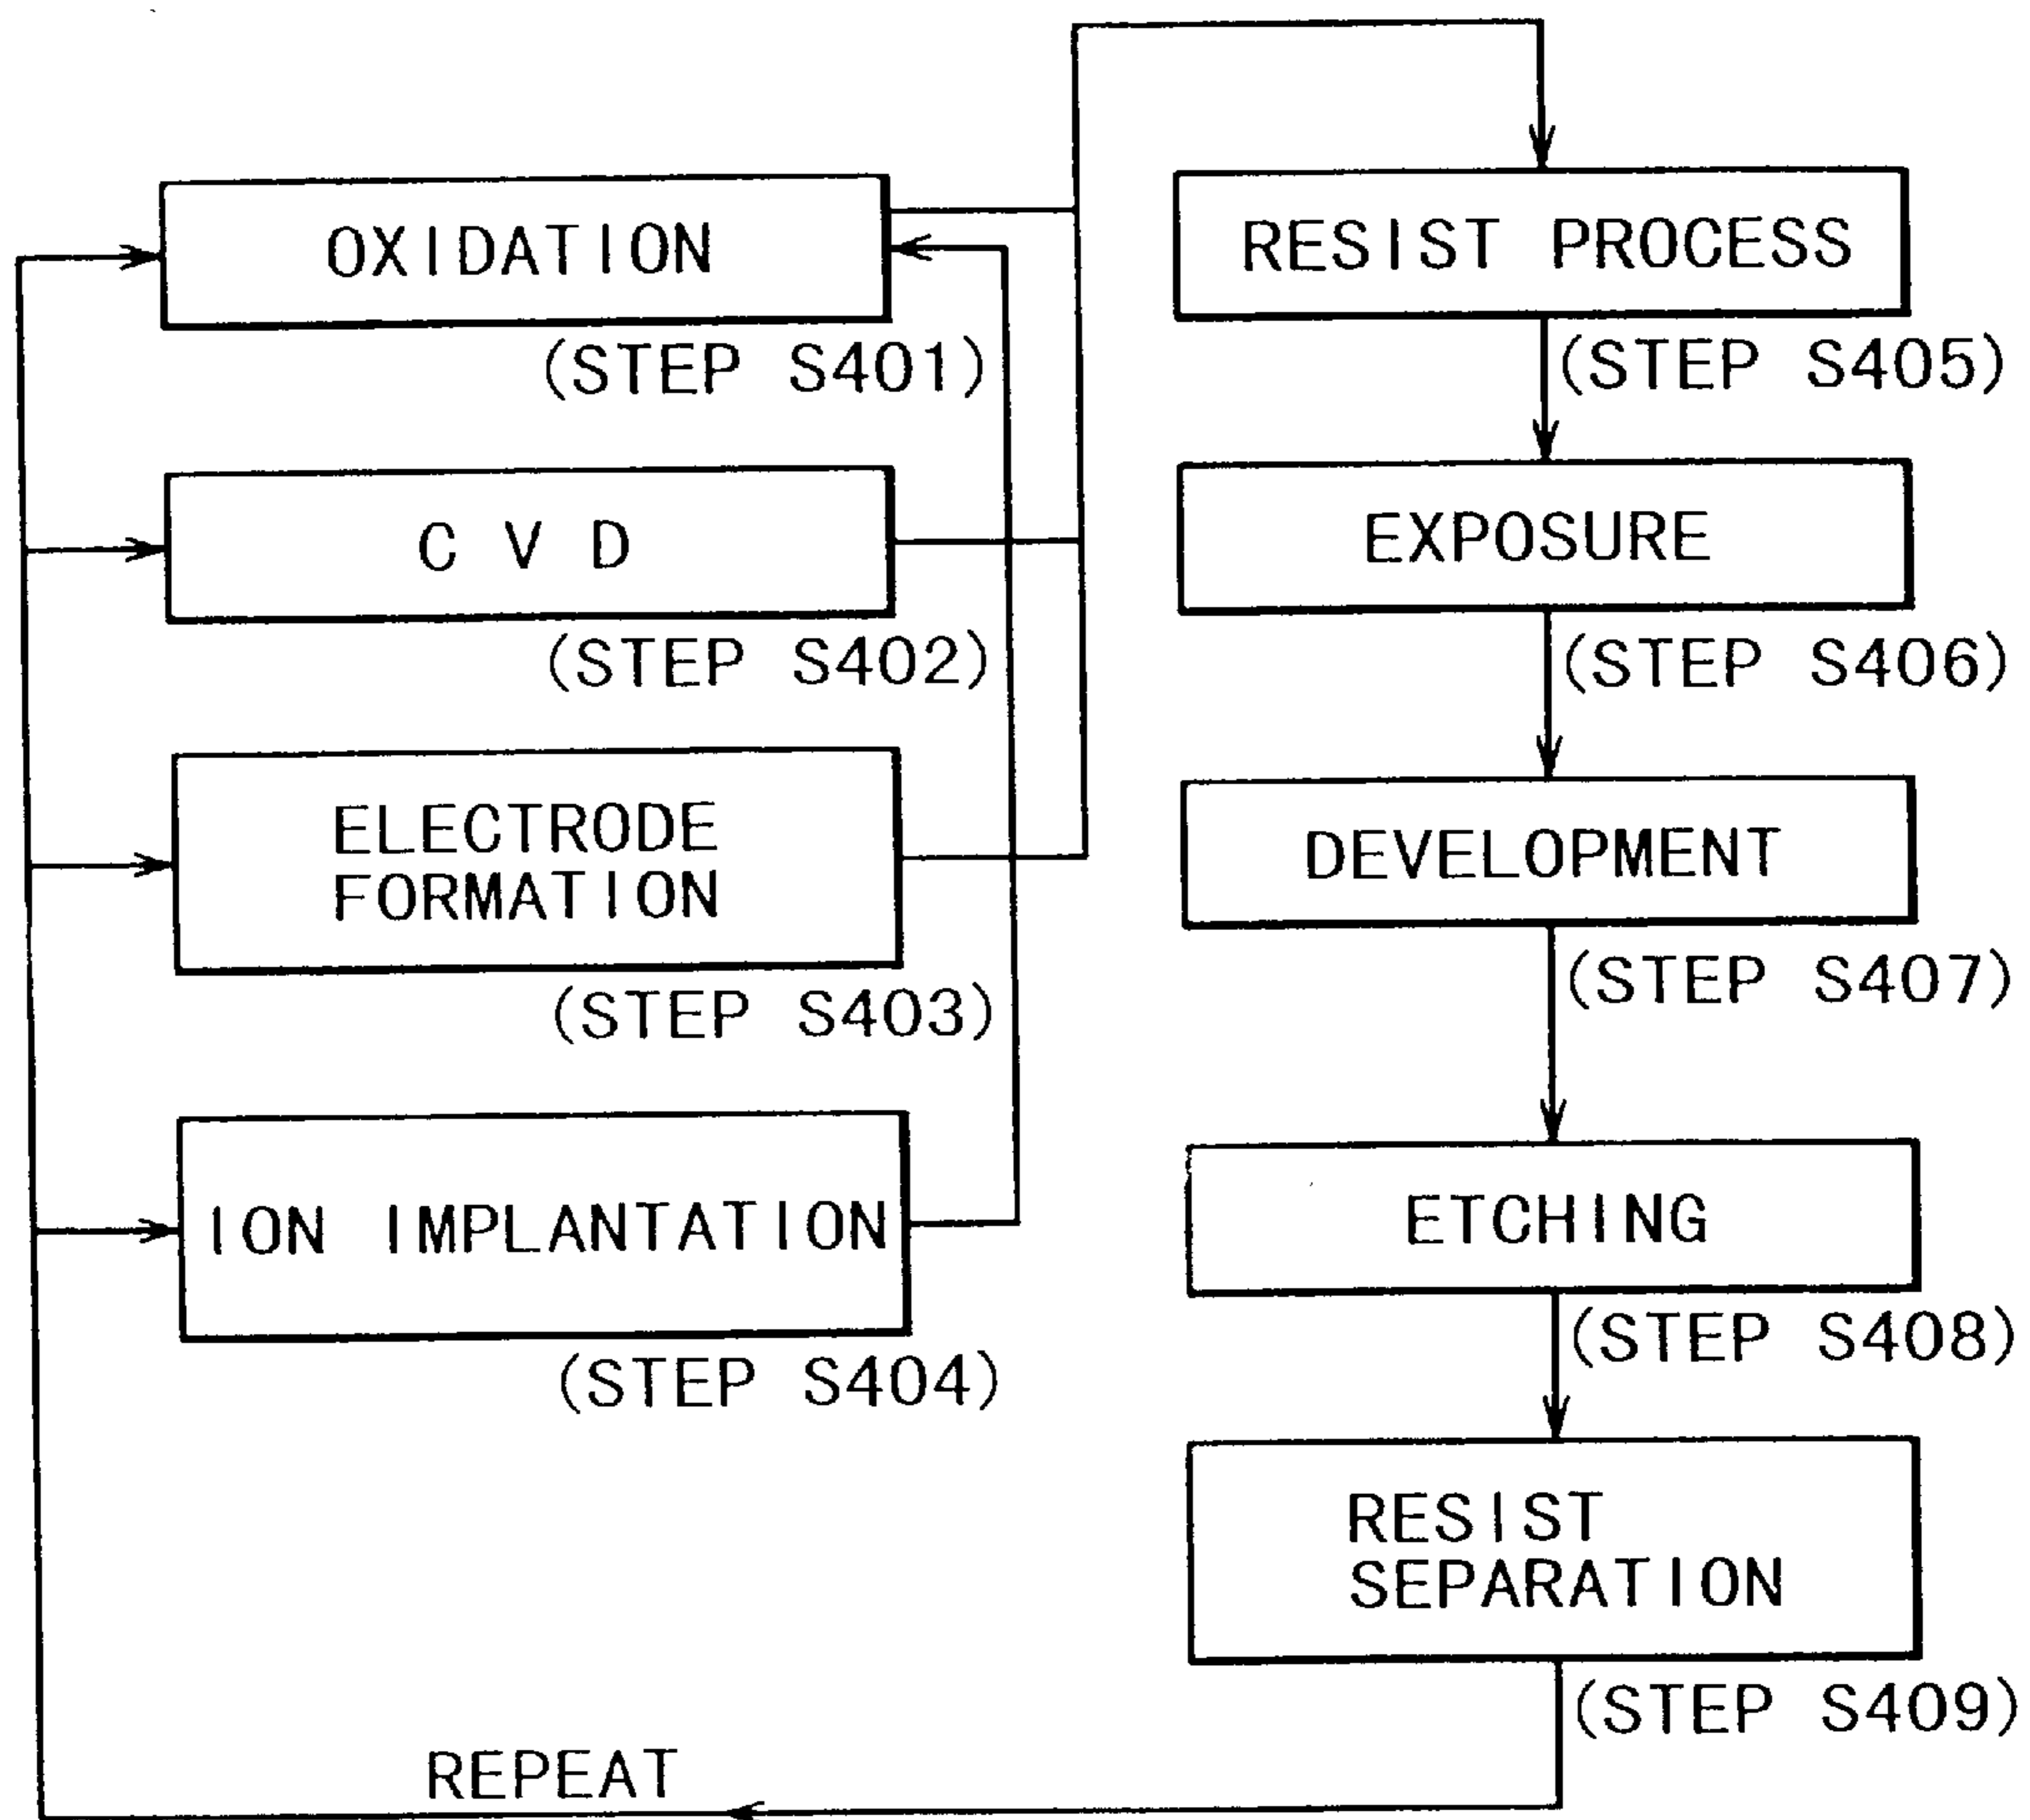 OXIDATION
(STEP S401)
C V D
(STEP S402)
ELECTRODE
FORMATION
(STEP S403)
ION IMPLANTATION
(STEP S404)
RESIST PROCESS
(STEP S405)
EXPOSURE
(STEP S406)
DEVELOPMENT
(STEP S407)
ETCHING
(STEP S408)
RESIST
SEPARATION
(STEP S409)
REPEAT